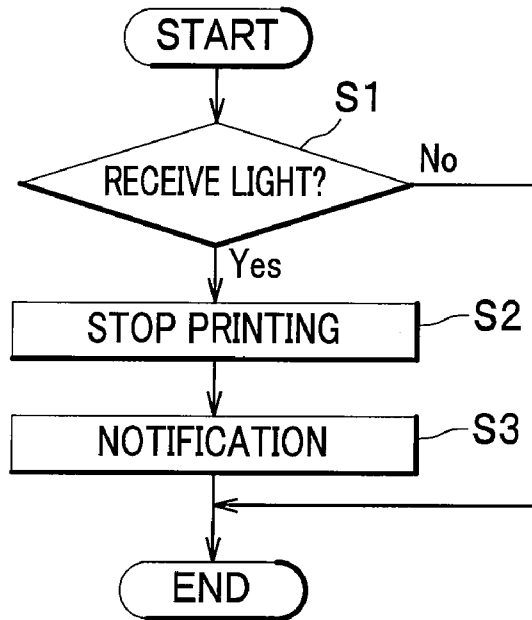 START
S1
RECEIVE LIGHT?
No
Yes
STOP PRINTING
S2
NOTIFICATION
S3
END